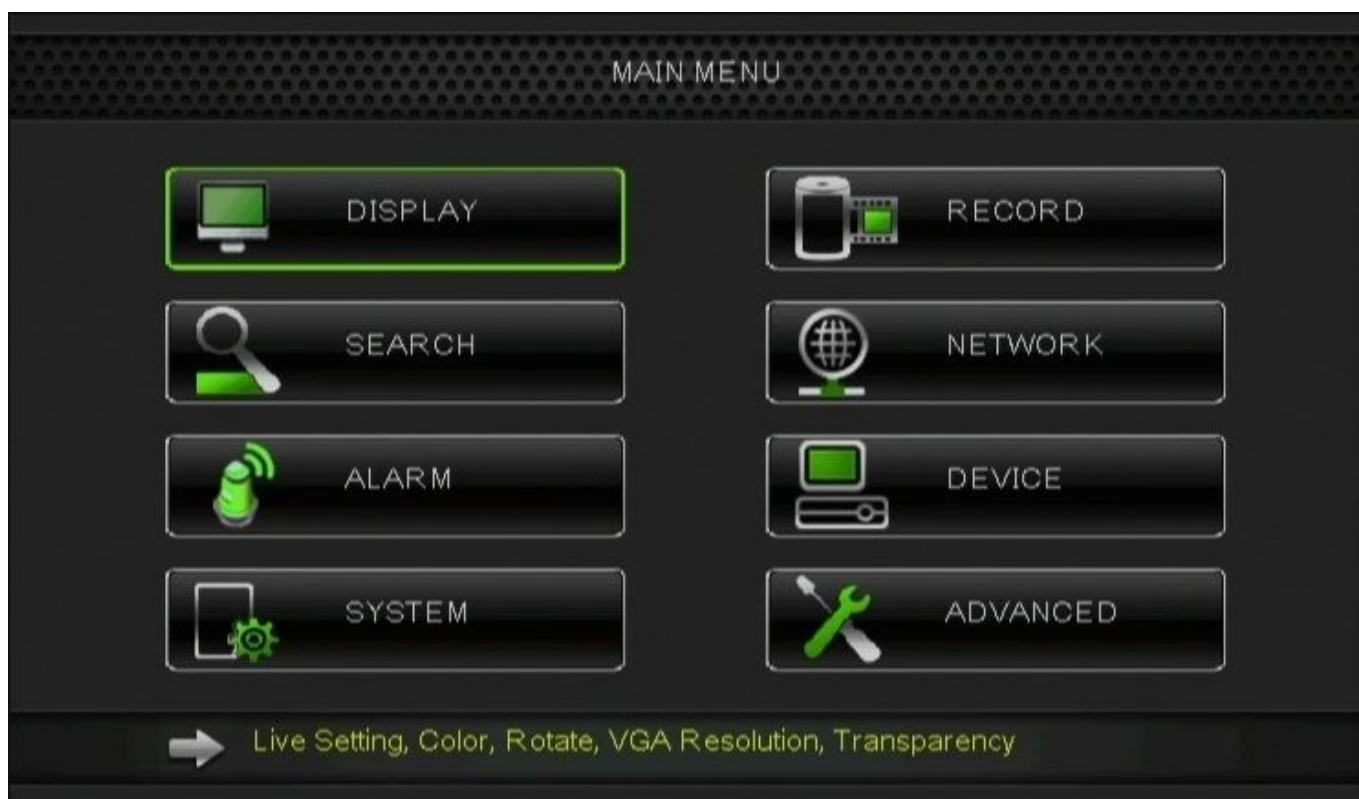 MAIN MENU
DISPLAY
RECORD
SEARCH
NETWORK
ALARM
DEVICE
SYSTEM
ADVANCED
Live Setting, Color, Rotate, VGA Resolution, Transparency